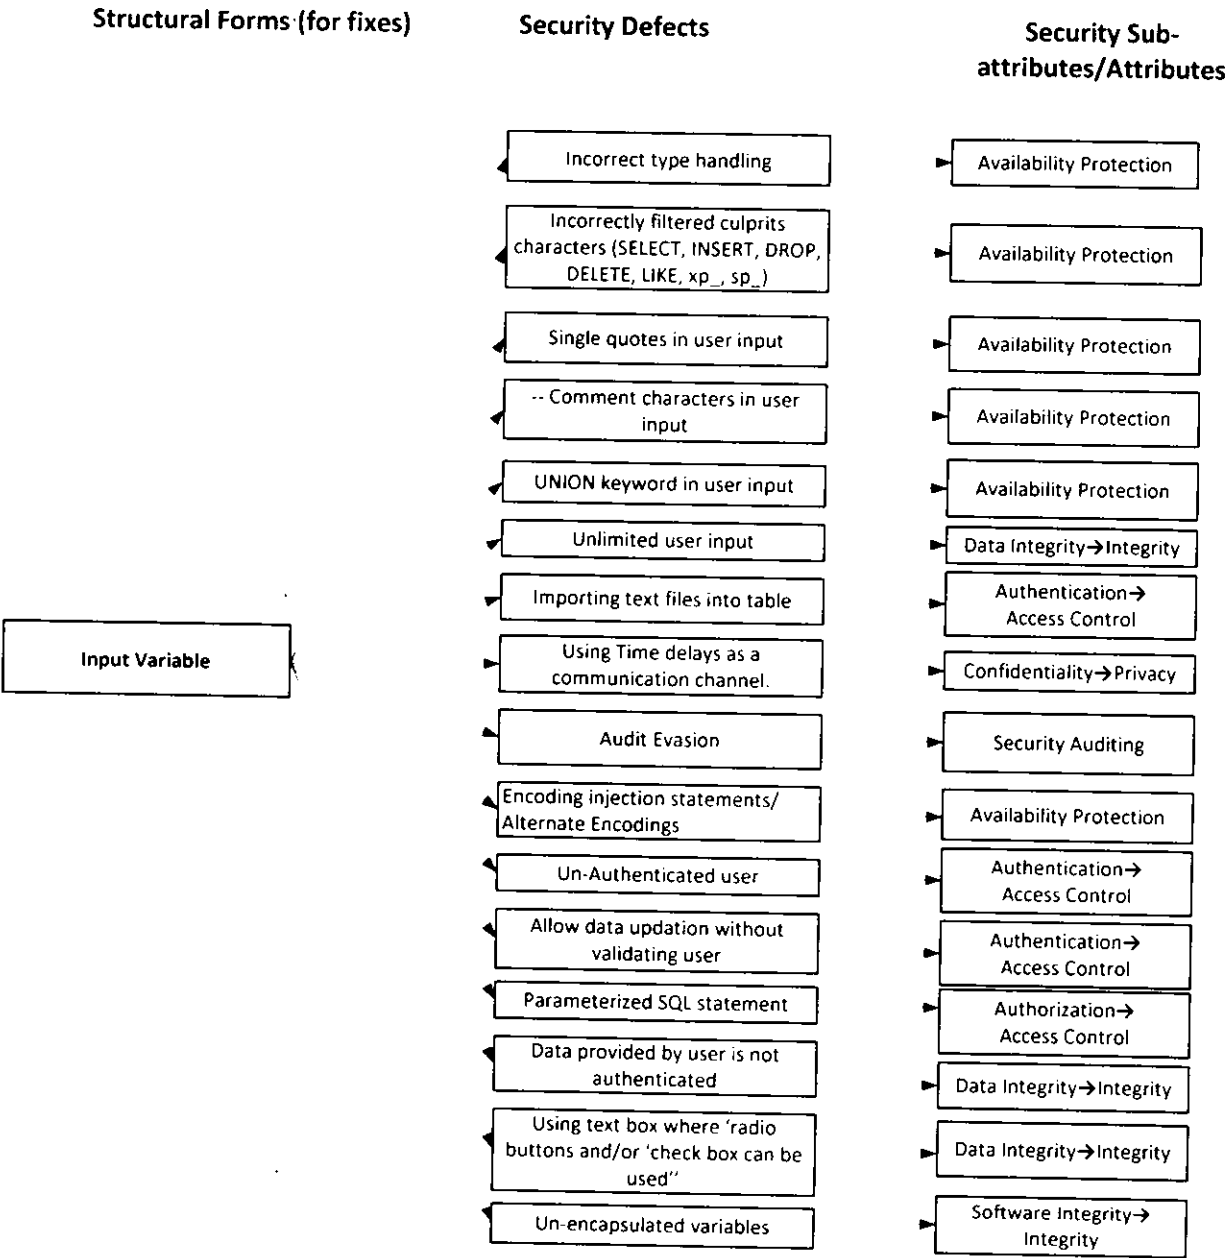 Structural Forms (for fixes)
Security Defects
Security Sub-
attributes/Attributes
Incorrect type handling
Availability Protection
Incorrectly filtered culprits
characters (SELECT, INSERT, DROP,
DELETE, LIKE, xp_, sp_)
Availability Protection
Single quotes in user input
Availability Protection
-- Comment characters in user
input
Availability Protection
UNION keyword in user input
Availability Protection
Unlimited user input
Data Integrity→Integrity
Importing text files into table
Authentication→
Access Control
Input Variable
Using Time delays as a
communication channel.
Confidentiality→Privacy
Audit Evasion
Security Auditing
Encoding injection statements/
Alternate Encodings
Availability Protection
Un-Authenticated user
Authentication→
Access Control
Allow data updation without
validating user
Authentication→
Access Control
Parameterized SQL statement
Authorization→
Access Control
Data provided by user is not
authenticated
Data Integrity→Integrity
Using text box where 'radio
buttons and/or 'check box can be
used''
Data Integrity→Integrity
Un-encapsulated variables
Software Integrity→
Integrity